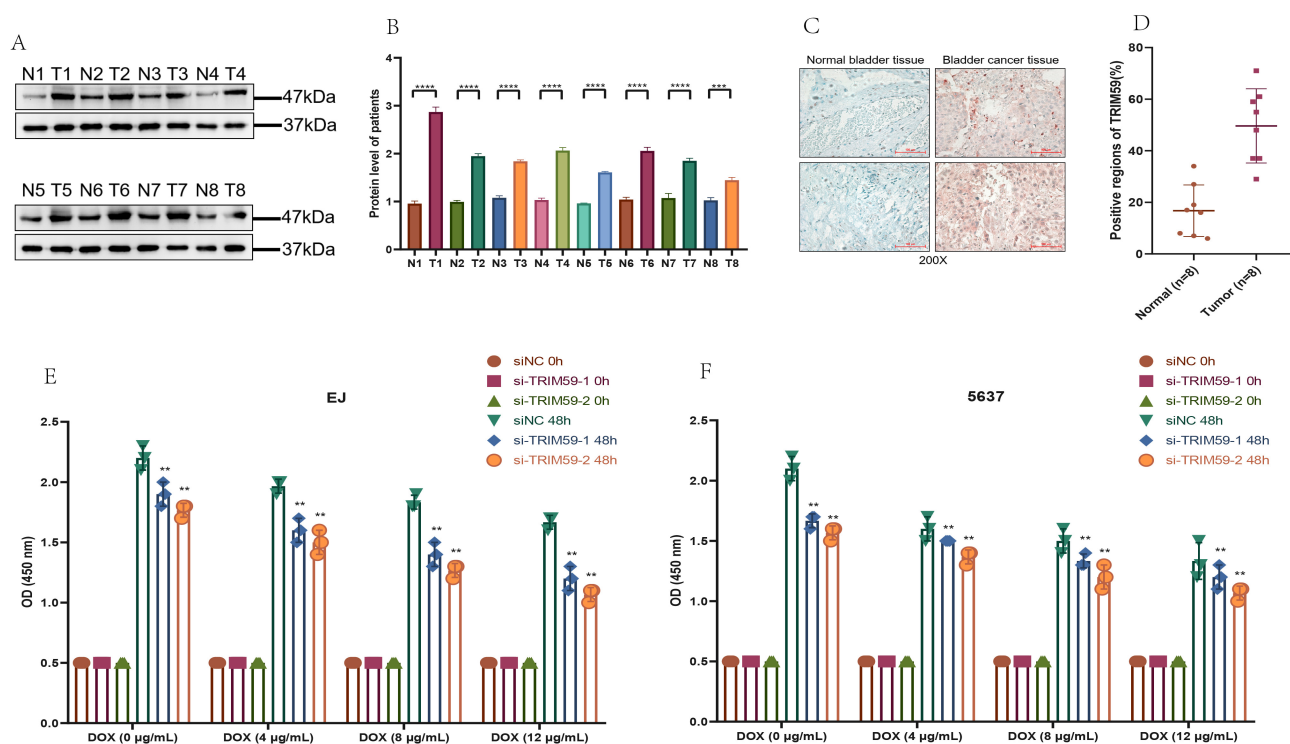 A
N1 T1 N2 T2 N3 T3 N4 T4
47kDa
37kDa
N5 T5 N6 T6 N7 T7 N8 T8
47kDa
37kDa
B
Protein level of patients
4
3
2
1
0
**** **** **** **** **** **** **** ***
N1 T1 N2 T2 N3 T3 N4 T4 N5 T5 N6 T6 N7 T7 N8 T8
C
Normal bladder tissue Bladder cancer tissue
200X
D
Positive regions of TRIM59(%)
80
60
40
20
0
Normal (n=8)
Tumor (n=8)
E
siNC 0h
si-TRIM59-1 0h
si-TRIM59-2 0h
siNC 48h
si-TRIM59-1 48h
si-TRIM59-2 48h
EJ
OD (450 nm)
2.5
2.0
1.5
1.0
0.5
0.0
** ** ** ** ** ** ** **
DOX (0 μg/mL) DOX (4 μg/mL) DOX (8 μg/mL) DOX (12 μg/mL)
F
siNC 0h
si-TRIM59-1 0h
si-TRIM59-2 0h
siNC 48h
si-TRIM59-1 48h
si-TRIM59-2 48h
5637
OD (450 nm)
2.5
2.0
1.5
1.0
0.5
0.0
** ** ** ** ** ** ** **
DOX (0 μg/mL) DOX (4 μg/mL) DOX (8 μg/mL) DOX (12 μg/mL)